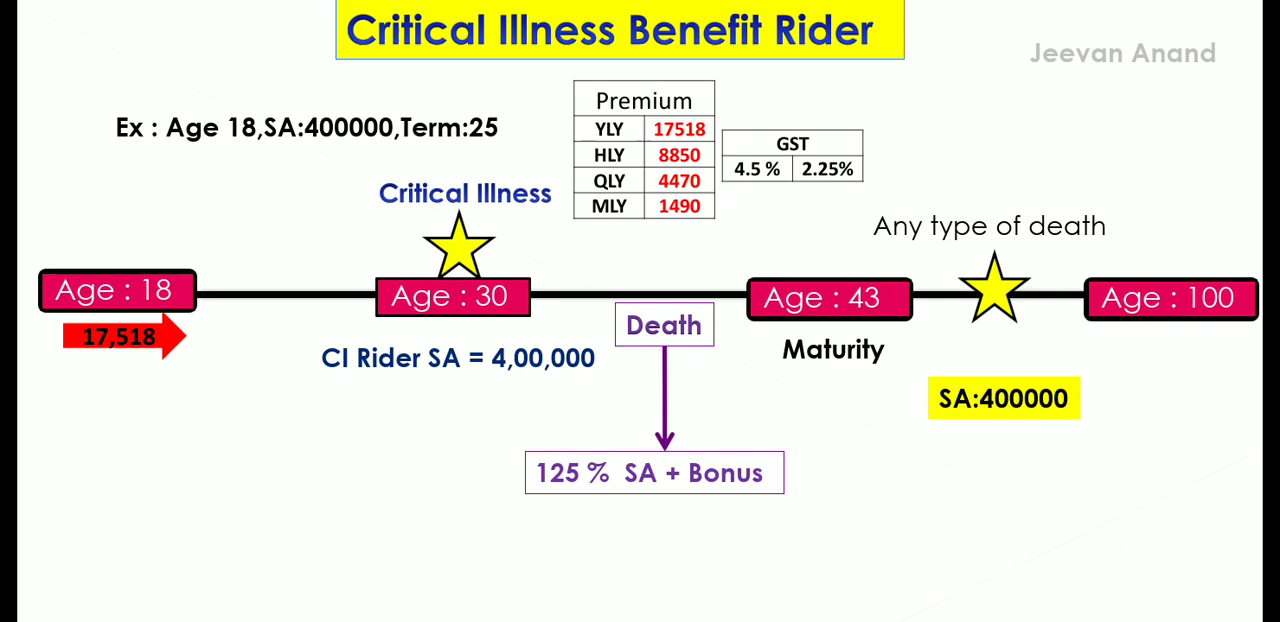 Critical Illness Benefit Rider
Jeevan Anand
Ex : Age 18,SA:400000,Term:25
Premium
YLY 17518
HLY 8850
QLY 4470
MLY 1490
GST
4.5 % 2.25%
Critical Illness
Any type of death
Age : 18
Age : 30
Age : 43
Age : 100
17,518
Death
CI Rider SA = 4,00,000
Maturity
SA:400000
125 % SA + Bonus